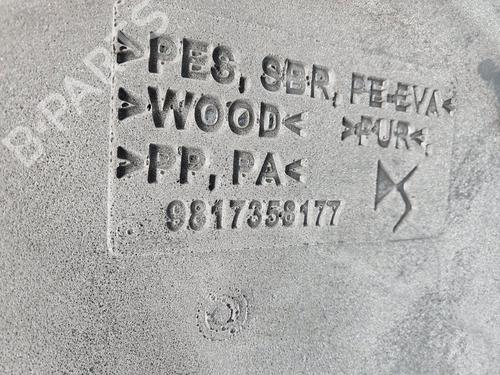 >PES, SBR, PE-EVA<
>WOOD< >PUR<,
>PP, PA<
9817358177
B-PARTS